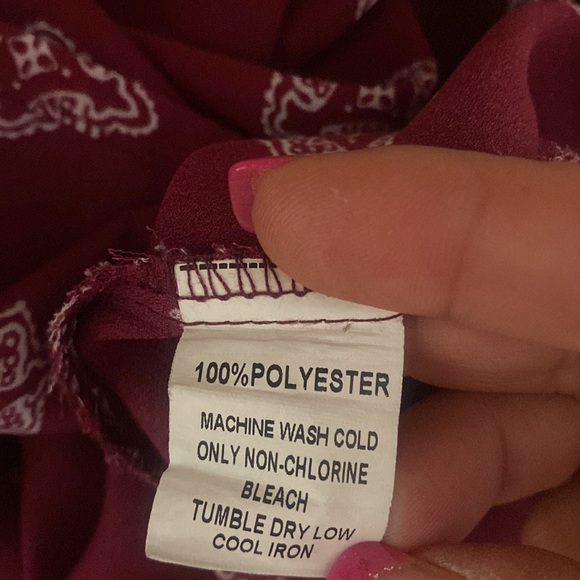 100%POLYESTER
MACHINE WASH COLD
ONLY NON-CHLORINE
BLEACH
TUMBLE DRY LOW
COOL IRON